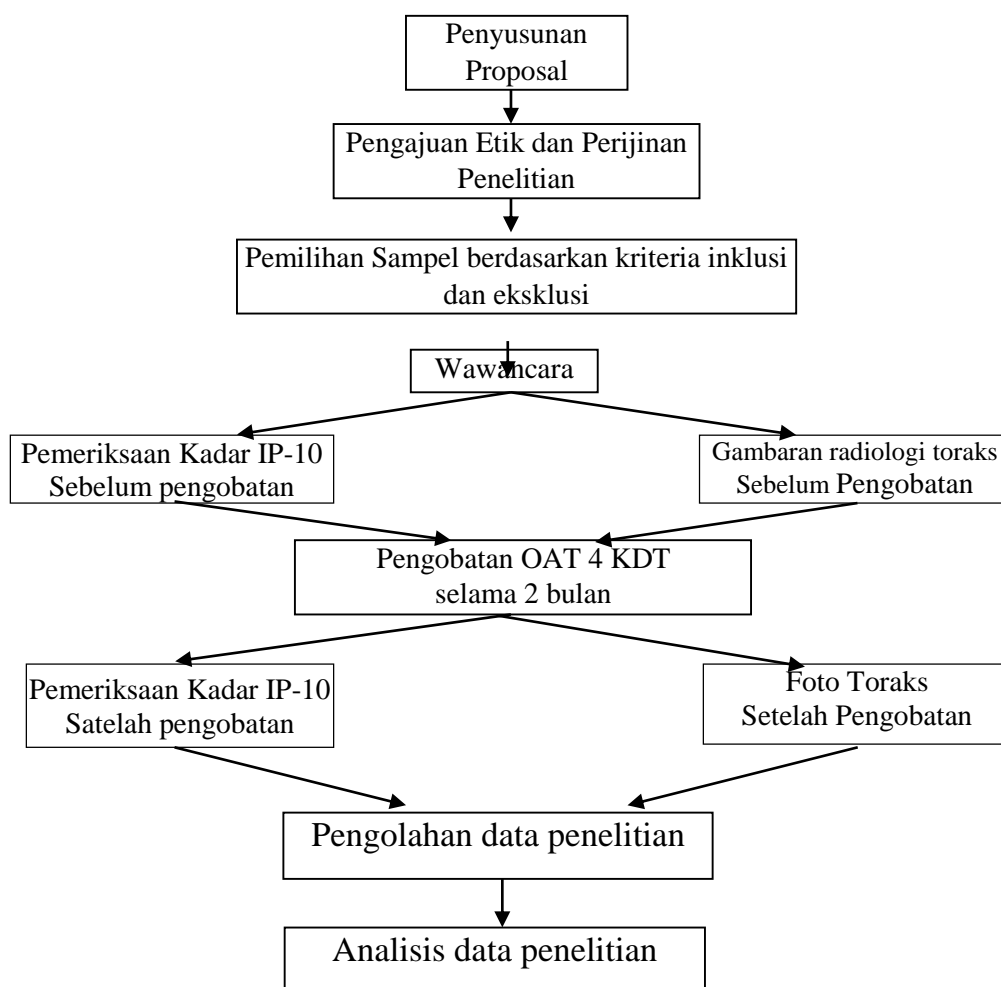 Penyusunan
Proposal
Pengajuan Etik dan Perijinan
Penelitian
Pemilihan Sampel berdasarkan kriteria inklusi
dan eksklusi
Wawancara
Pemeriksaan Kadar IP-10
Sebelum pengobatan
Gambaran radiologi toraks
Sebelum Pengobatan
Pengobatan OAT 4 KDT
selama 2 bulan
Pemeriksaan Kadar IP-10
Satelah pengobatan
Foto Toraks
Setelah Pengobatan
Pengolahan data penelitian
Analisis data penelitian